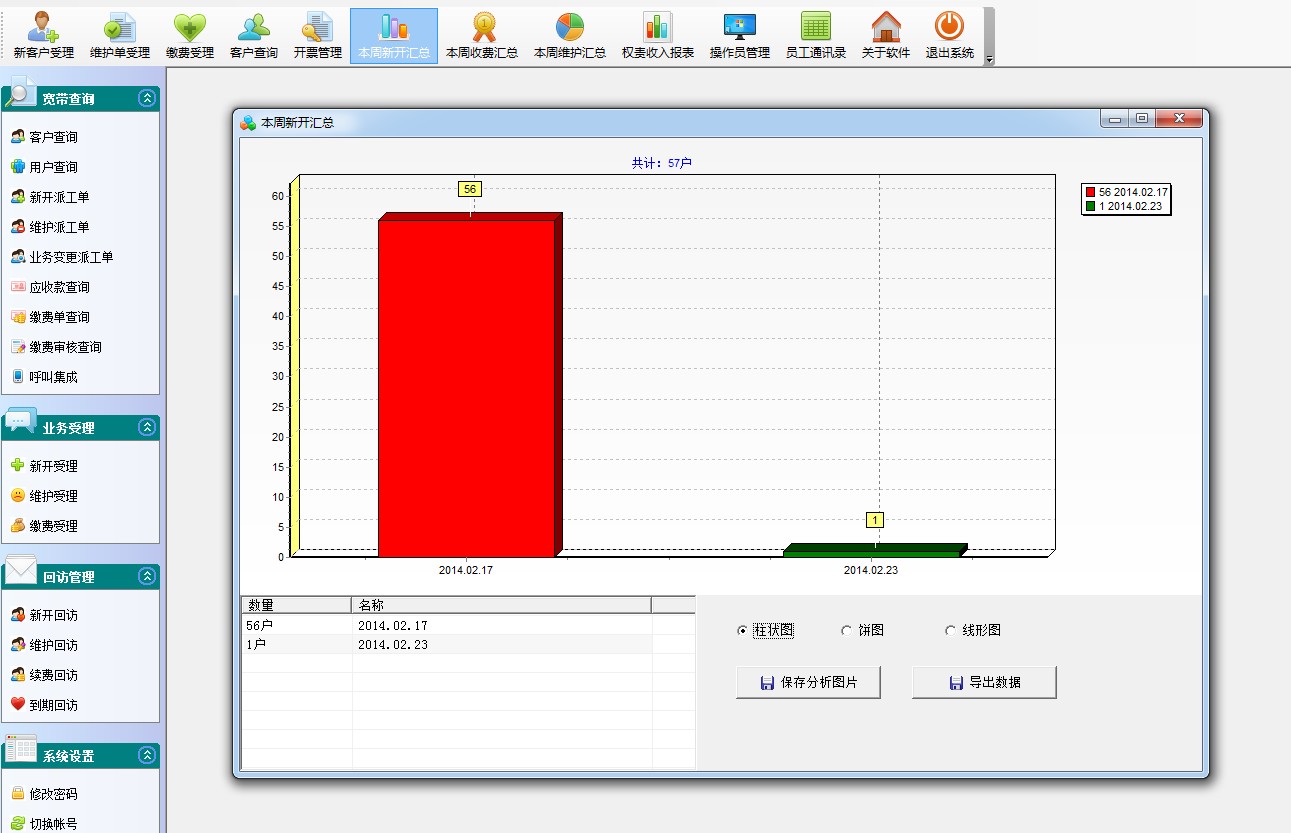 新客户受理 维护单受理 缴费受理 客户查询 开票管理 本周新开汇总 本周收费汇总 本周维护汇总 权责收入报表 操作员管理 员工通讯录 关于软件 退出系统
宽带查询
客户查询
用户查询
新开派工单
维护派工单
业务变更派工单
应收款查询
缴费单查询
缴费审核查询
呼叫集成
业务受理
新开受理
维护受理
缴费受理
回访管理
新开回访
维护回访
续费回访
到期回访
系统设置
修改密码
切换帐号
本周新开汇总
共计：57户
60
55
50
45
40
35
30
25
20
15
10
5
0
56
1
2014.02.17 2014.02.23
56 2014.02.17
1 2014.02.23
数量 名称
56户 2014.02.17
1户 2014.02.23
柱状图 饼图 线形图
保存分析图片 导出数据